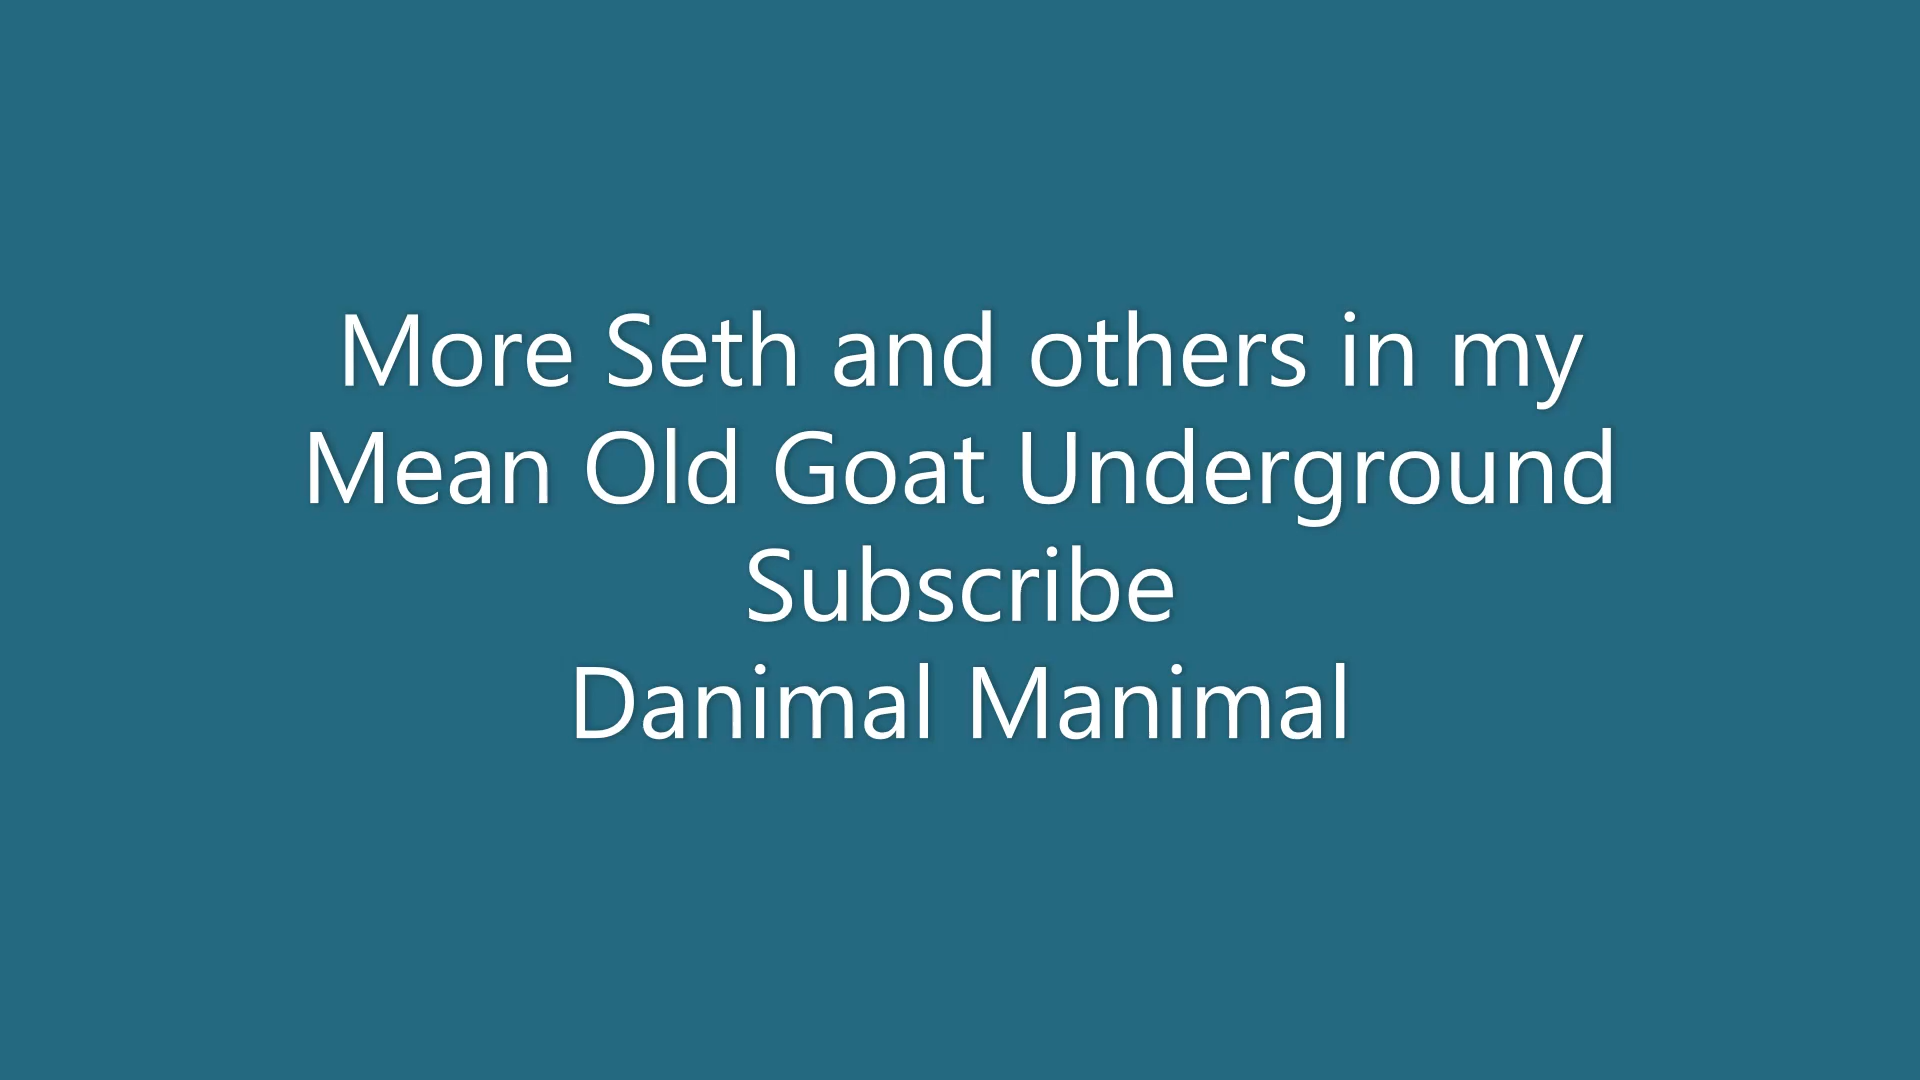 More Seth and others in my
Mean Old Goat Underground
Subscribe
Danimal Manimal